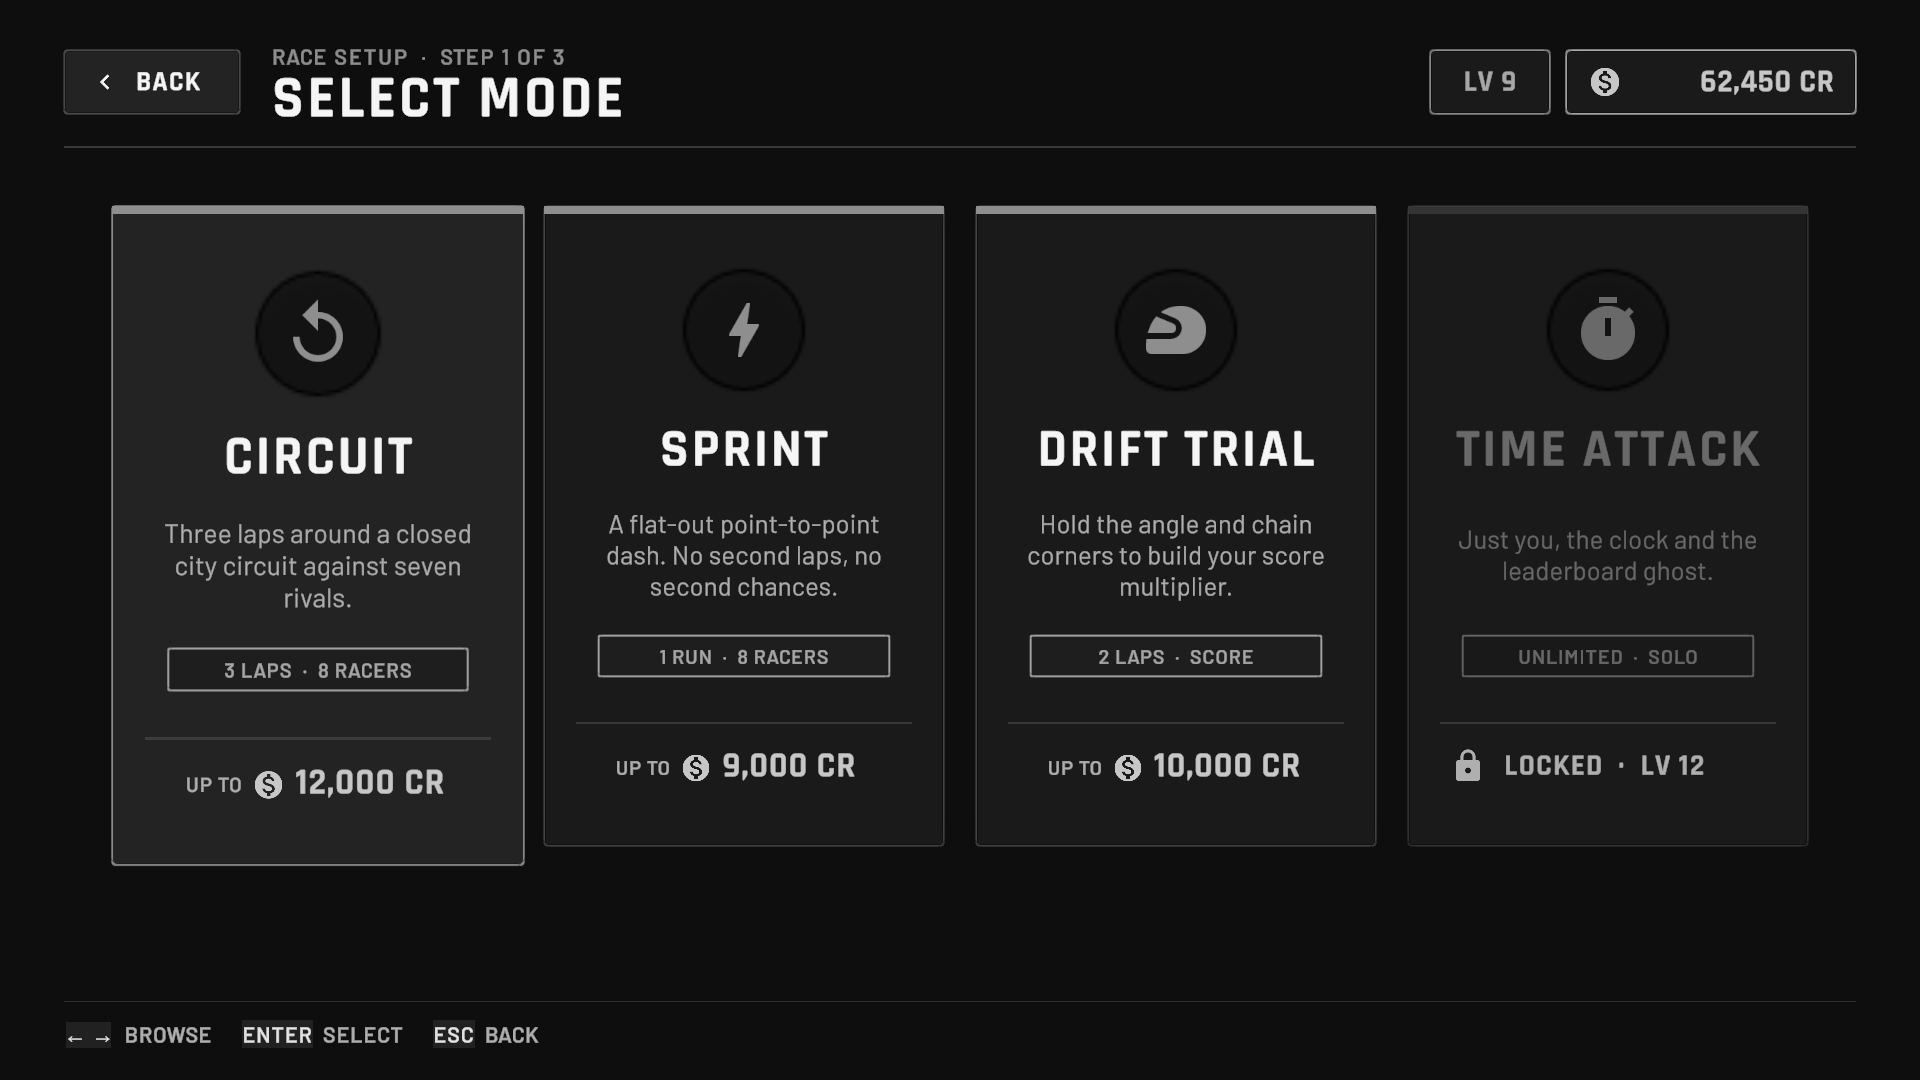 BACK
RACE SETUP · STEP 1 OF 3
SELECT MODE
LV 9
62,450 CR
CIRCUIT
Three laps around a closed
city circuit against seven
rivals.
3 LAPS · 8 RACERS
UP TO 12,000 CR
SPRINT
A flat-out point-to-point
dash. No second laps, no
second chances.
1 RUN · 8 RACERS
UP TO 9,000 CR
DRIFT TRIAL
Hold the angle and chain
corners to build your score
multiplier.
2 LAPS · SCORE
UP TO 10,000 CR
TIME ATTACK
Just you, the clock and the
leaderboard ghost.
UNLIMITED · SOLO
LOCKED · LV 12
← → BROWSE ENTER SELECT ESC BACK